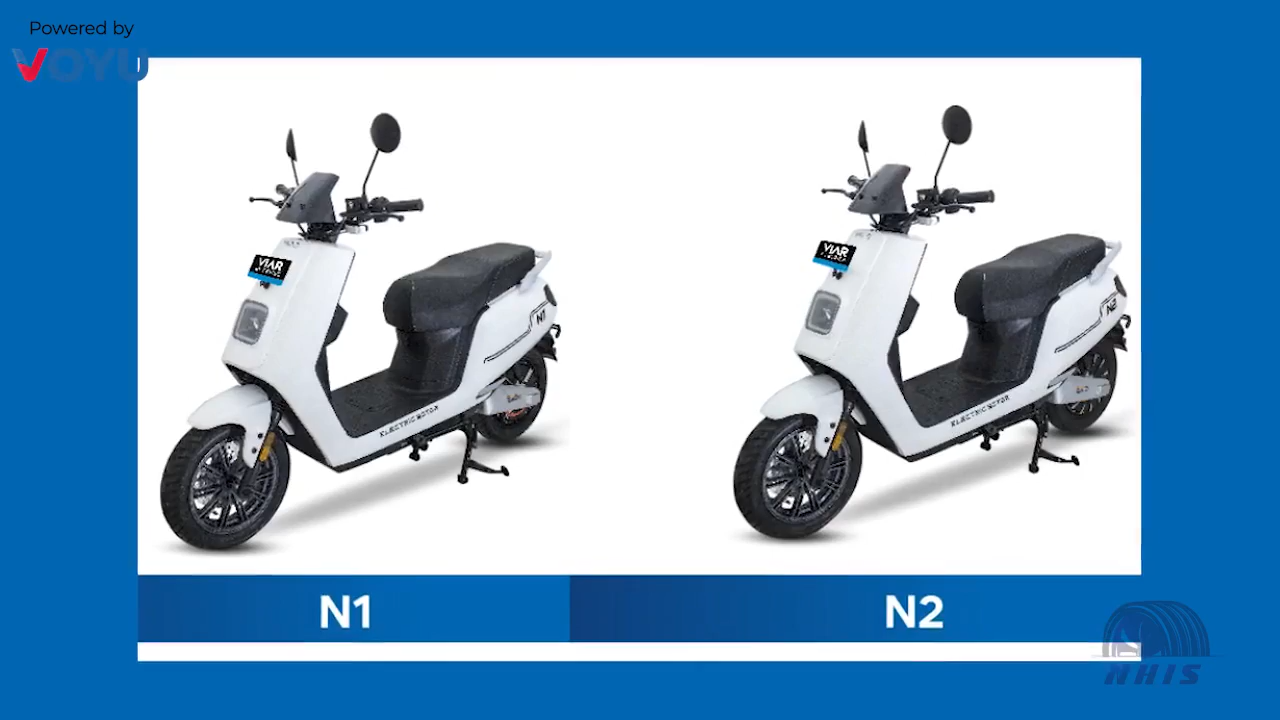 Powered by
VOYU
VIAR
VIAR
N1
N2
ELECTRIC MOTOR
ELECTRIC MOTOR
N1
N2
NHIS